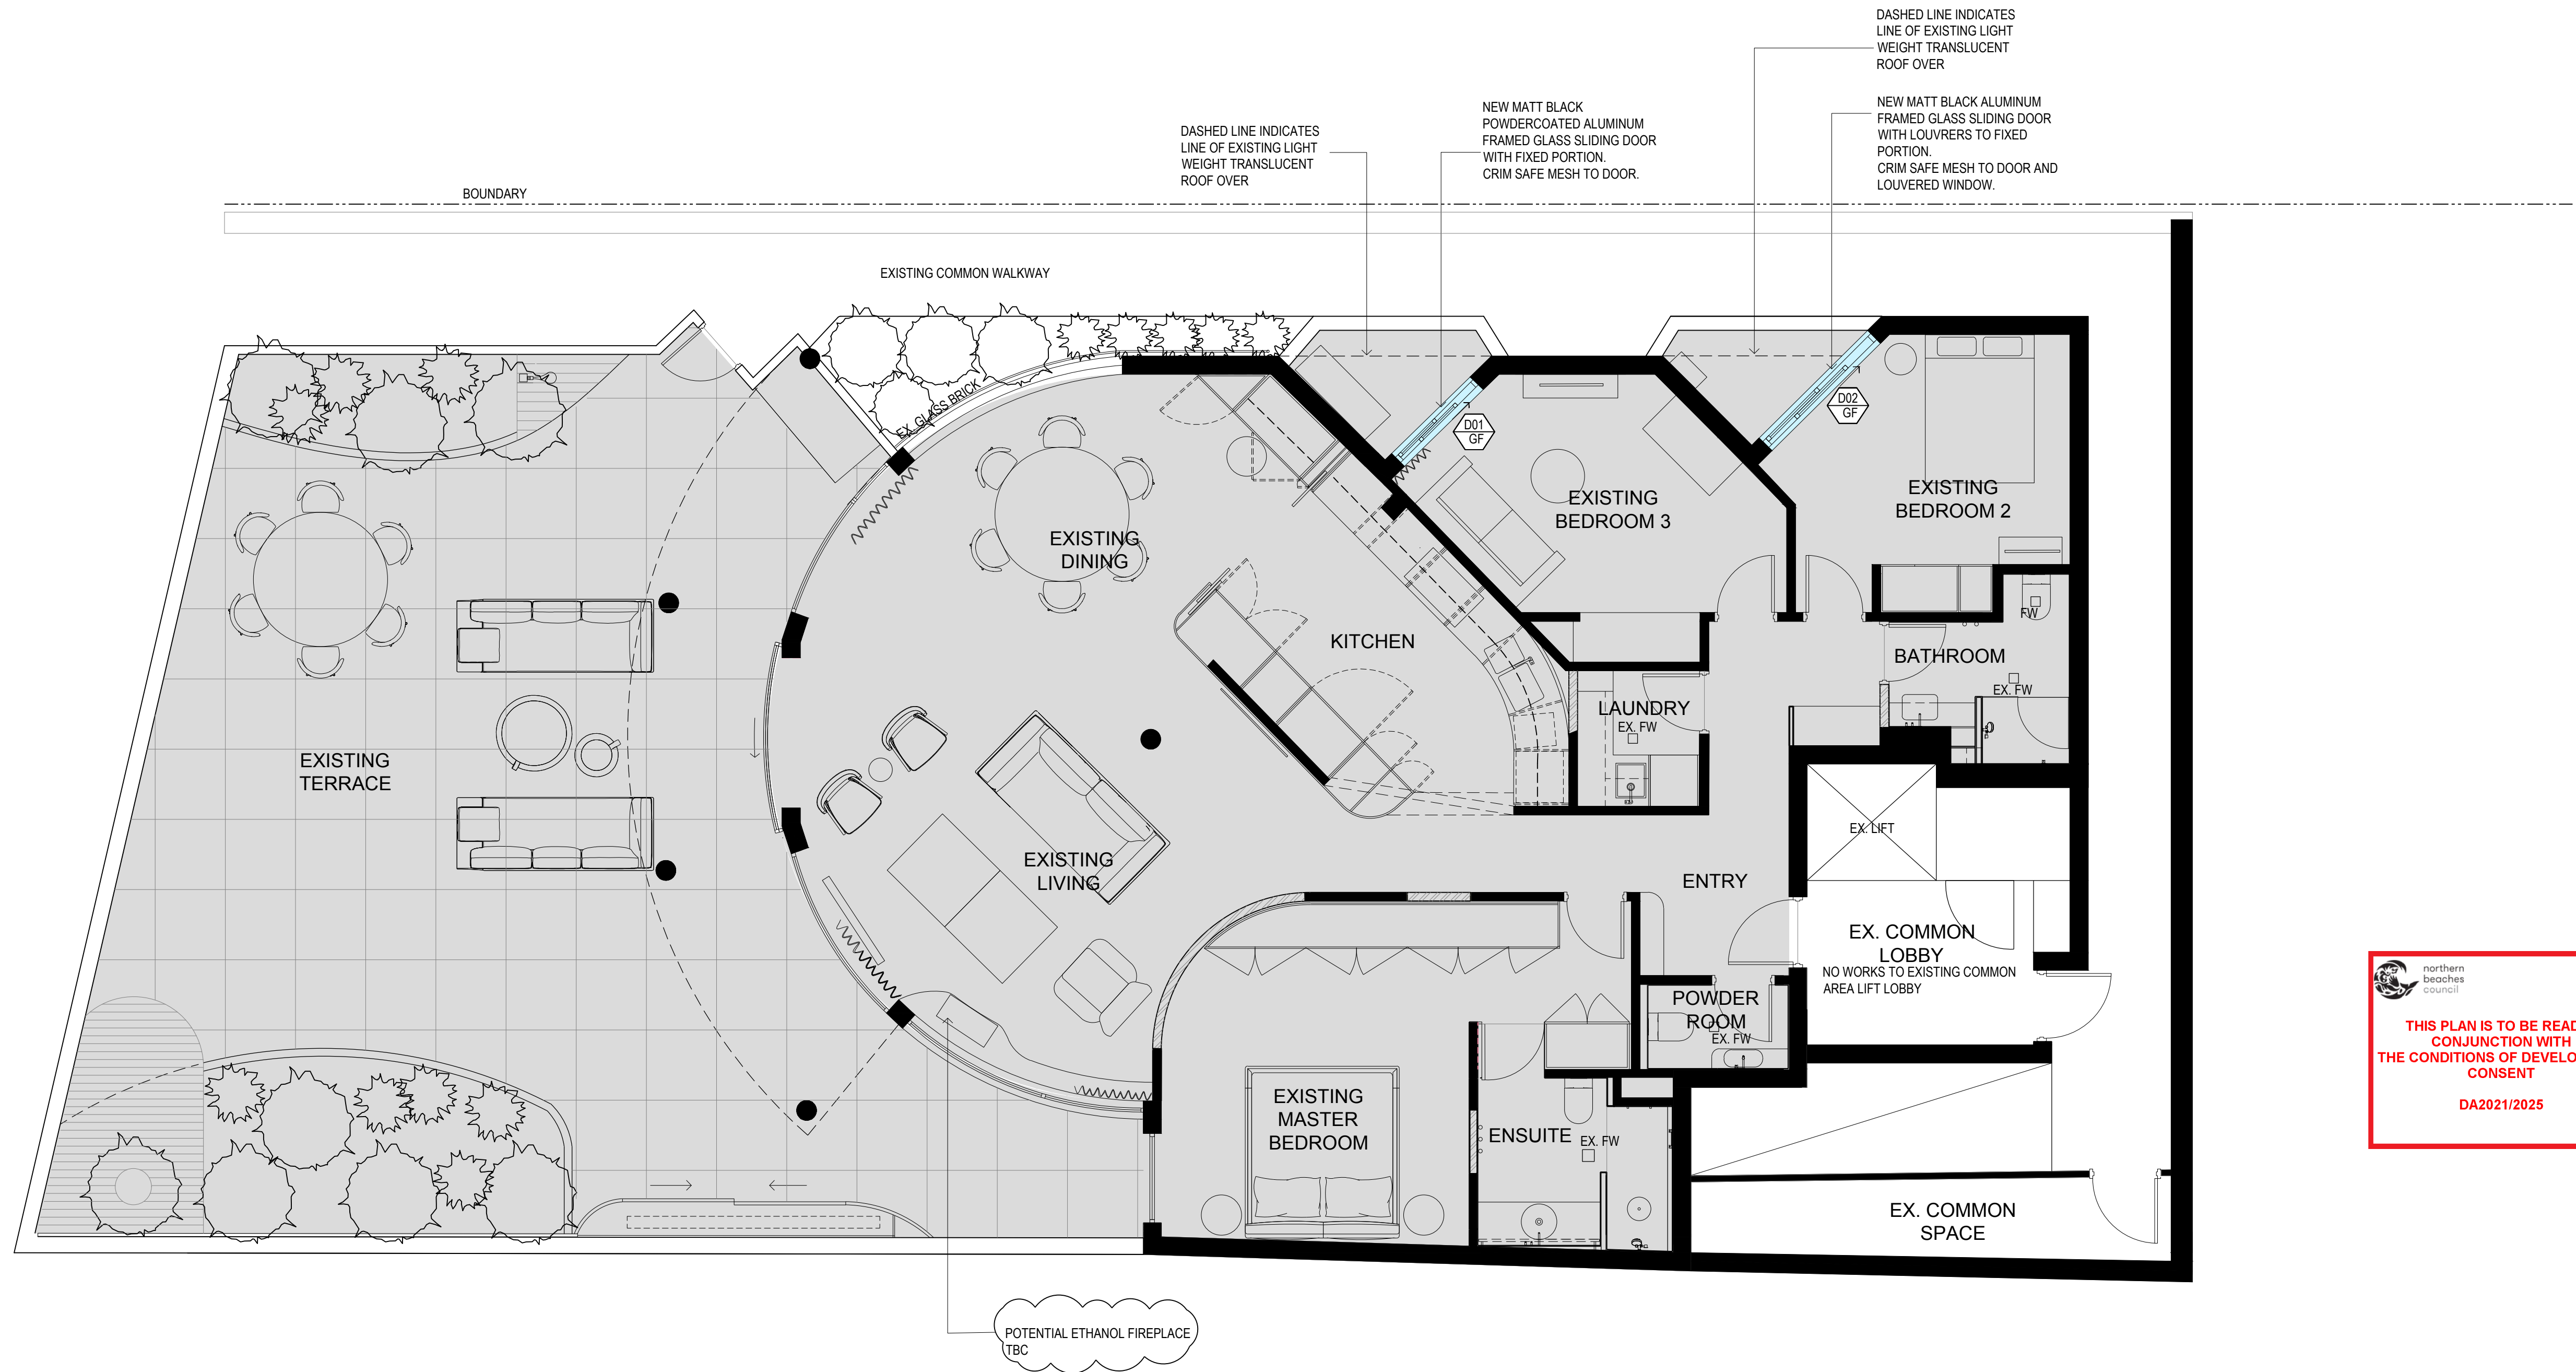 DASHED LINE INDICATES
LINE OF EXISTING LIGHT
WEIGHT TRANSLUCENT
ROOF OVER
NEW MATT BLACK ALUMINUM
FRAMED GLASS SLIDING DOOR
WITH LOUVRERS TO FIXED
PORTION.
CRIM SAFE MESH TO DOOR AND
LOUVERED WINDOW.
NEW MATT BLACK
POWDERCOATED ALUMINUM
FRAMED GLASS SLIDING DOOR
WITH FIXED PORTION.
CRIM SAFE MESH TO DOOR.
DASHED LINE INDICATES
LINE OF EXISTING LIGHT
WEIGHT TRANSLUCENT
ROOF OVER
BOUNDARY
EXISTING COMMON WALKWAY
EX. GLASS BRICK
D01
GF
D02
GF
EXISTING
BEDROOM 3
EXISTING
BEDROOM 2
EXISTING
DINING
KITCHEN
FW
BATHROOM
EX. FW
LAUNDRY
EX. FW
EXISTING
TERRACE
EXISTING
LIVING
EX. LIFT
ENTRY
EX. COMMON
LOBBY
NO WORKS TO EXISTING COMMON
AREA LIFT LOBBY
POWDER
ROOM
EX. FW
EXISTING
MASTER
BEDROOM
ENSUITE
EX. FW
EX. COMMON
SPACE
POTENTIAL ETHANOL FIREPLACE
TBC
northern
beaches
council
THIS PLAN IS TO BE READ
CONJUNCTION WITH
THE CONDITIONS OF DEVELO
CONSENT
DA2021/2025